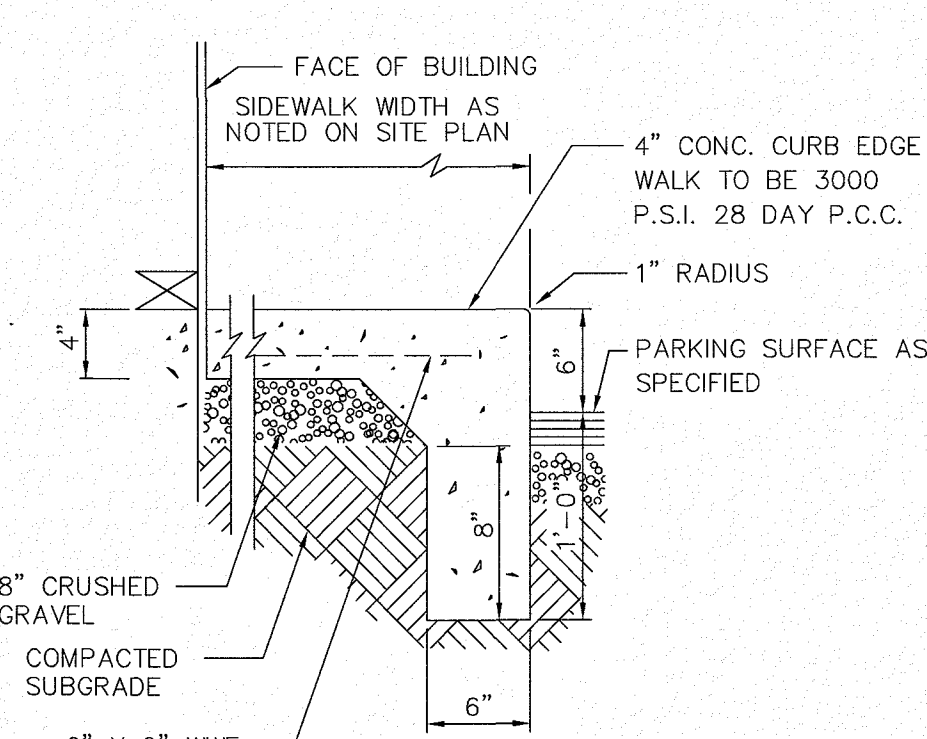 FACE OF BUILDING
SIDEWALK WIDTH AS
NOTED ON SITE PLAN
4" CONC. CURB EDGE
WALK TO BE 3000
P.S.I. 28 DAY P.C.C.
1" RADIUS
4"
6"
PARKING SURFACE AS
SPECIFIED
8"
1'-0"
8" CRUSHED
GRAVEL
COMPACTED
SUBGRADE
6"